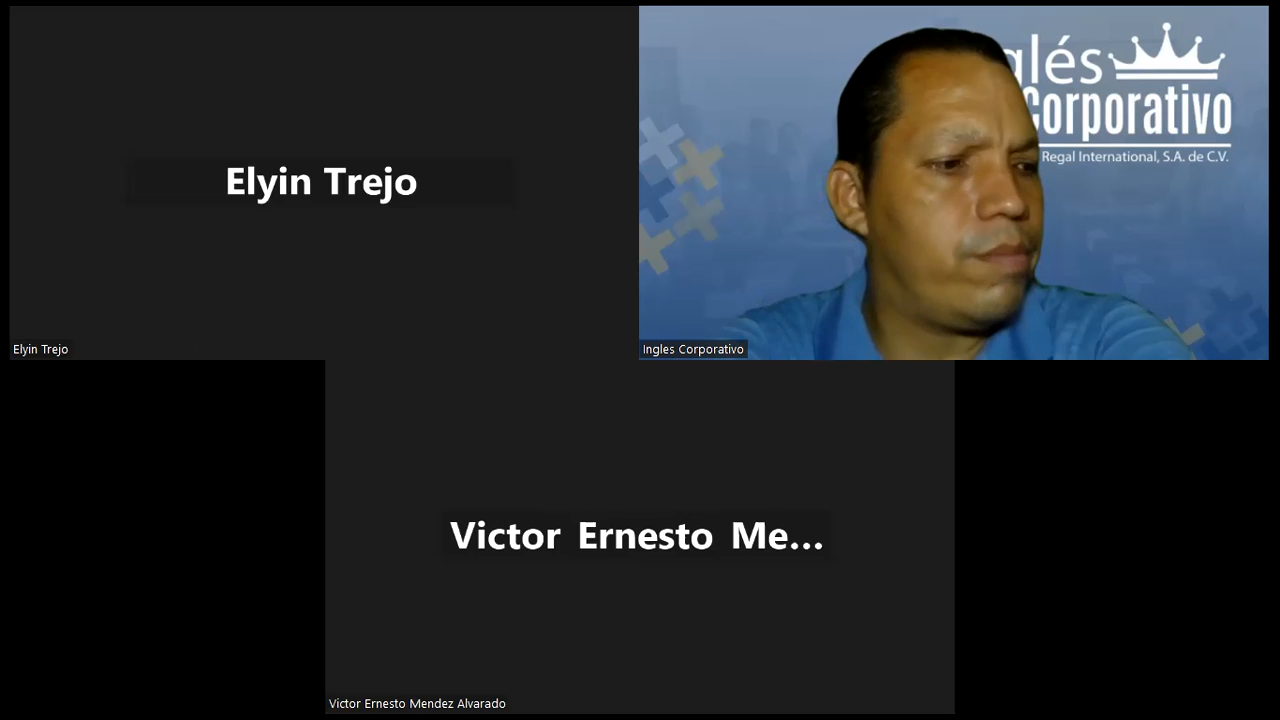 Elyin Trejo
Elyin Trejo
glés
Corporativo
Regal International, S.A. de C.V.
Ingles Corporativo
Victor Ernesto Me...
Victor Ernesto Mendez Alvarado